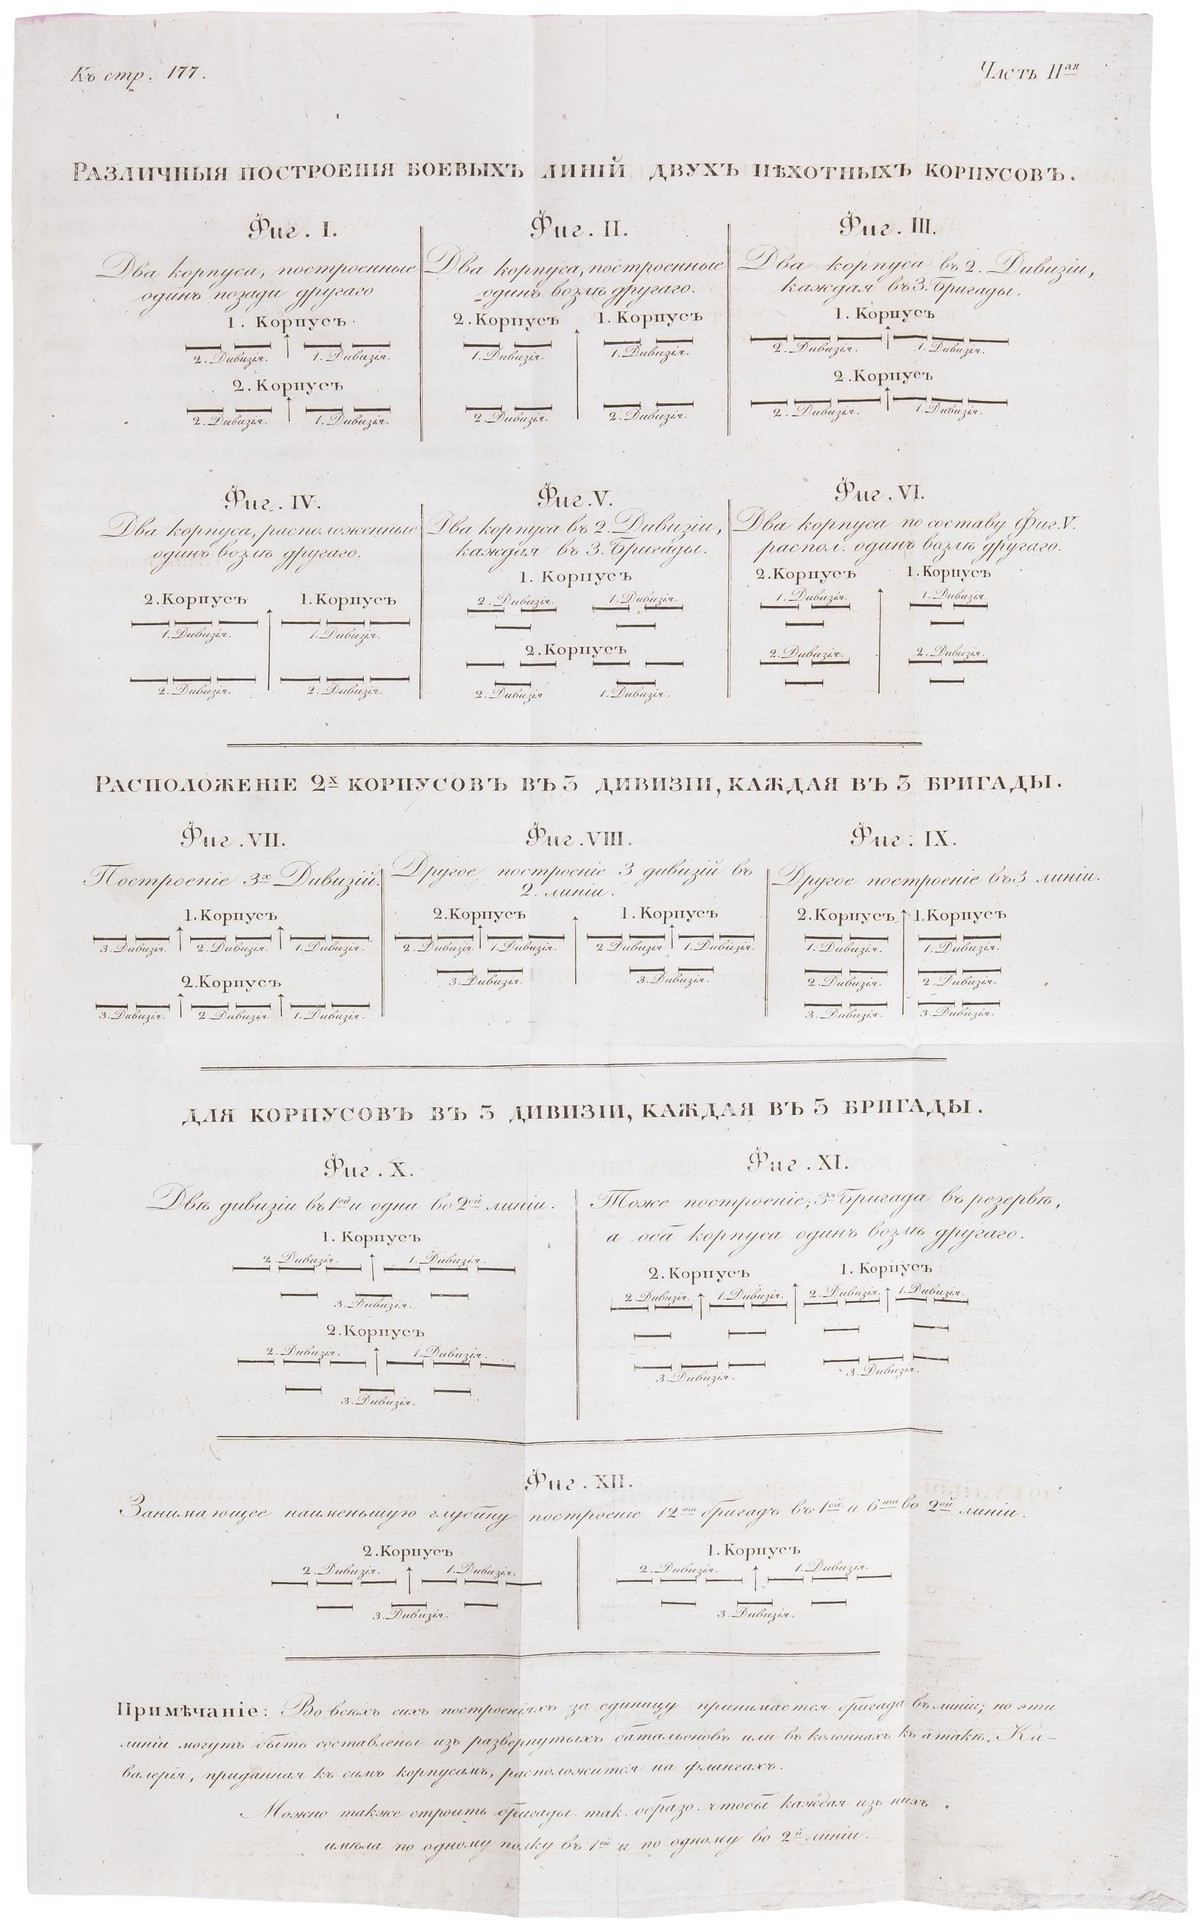 Къ стр. 177.
Часть IIая
Различныя построенія боевыхъ линій двухъ пѣхотныхъ корпусовъ.
Фиг. I.
Два корпуса, построенные
одинъ позади другаго
1. Корпусъ
2. Дивизія. 1. Дивизія.
2. Корпусъ
2. Дивизія. 1. Дивизія.
Фиг. II.
Два корпуса, построенные
одинъ возлѣ другаго.
2. Корпусъ 1. Корпусъ
1. Дивизія. 1. Дивизія.
2. Дивизія. 2. Дивизія.
Фиг. III.
Два корпуса въ 2. Дивизіи,
каждая въ 3. Бригады.
1. Корпусъ
2. Дивизія. 1. Дивизія.
2. Корпусъ
2. Дивизія. 1. Дивизія.
Фиг. IV.
Два корпуса, расположенные
одинъ возлѣ другаго.
2. Корпусъ 1. Корпусъ
1. Дивизія. 1. Дивизія.
2. Дивизія. 2. Дивизія.
Фиг. V.
Два корпуса въ 2. Дивизіи,
каждая въ 3. Бригады.
1. Корпусъ
2. Дивизія. 1. Дивизія.
2. Корпусъ
2. Дивизія 1. Дивизія.
Фиг. VI.
Два корпуса по составу Фиг. V.
распол. одинъ возлѣ другаго.
2. Корпусъ 1. Корпусъ
1. Дивизія. 1. Дивизія.
2. Дивизія. 2. Дивизія.
Расположеніе 2х корпусовъ въ 3 дивизіи, каждая въ 3 бригады.
Фиг. VII.
Построеніе 3х Дивизій.
1. Корпусъ
3. Дивизія. 2. Дивизія. 1. Дивизія.
2. Корпусъ
3. Дивизія. 2. Дивизія. 1. Дивизія.
Фиг. VIII.
Другое построеніе 3 дивизій въ
2. линіи.
2. Корпусъ 1. Корпусъ
2. Дивизія. 1. Дивизія. 2. Дивизія 1. Дивизія.
3. Дивизія. 3. Дивизія.
Фиг. IX.
Другое построеніе въ 3 линіи.
2. Корпусъ 1. Корпусъ
1. Дивизія. 1. Дивизія.
2. Дивизія. 2. Дивизія.
3. Дивизія. 3. Дивизія.
Для корпусовъ въ 3 дивизіи, каждая въ 3 бригады.
Фиг. X.
Двѣ дивизіи въ 1ой и одна во 2ой линіи.
1. Корпусъ
2. Дивизія. 1. Дивизія.
3. Дивизія.
2. Корпусъ
2. Дивизія. 1. Дивизія.
3. Дивизія.
Фиг. XI.
Тоже построеніе, 3я бригада въ резервѣ,
а оба корпуса одинъ возлѣ другаго.
2. Корпусъ 1. Корпусъ
2. Дивизія. 1. Дивизія. 2. Дивизія. 1. Дивизія.
3. Дивизія. 3. Дивизія.
Фиг. XII.
Занимающее наименьшую глубину построеніе 12ти бригадъ въ 1ой и 6ти во 2ой линіи.
2. Корпусъ 1. Корпусъ
2. Дивизія. 1. Дивизія. 2. Дивизія. 1. Дивизія.
3. Дивизія. 3. Дивизія.
Примѣчаніе: Во всѣхъ сихъ построеніяхъ за единицу принимается бригада въ линіи; но эти
линіи могутъ быть составлены изъ развернутыхъ баталіоновъ или въ колоннахъ къ атакѣ. Ка-
валерія, приданная къ симъ корпусамъ, расположится на флангахъ.
Можно также строить бригады так. образо. чтобы каждая изъ нихъ
имѣла по одному полку въ 1ой и по одному во 2й линіи.